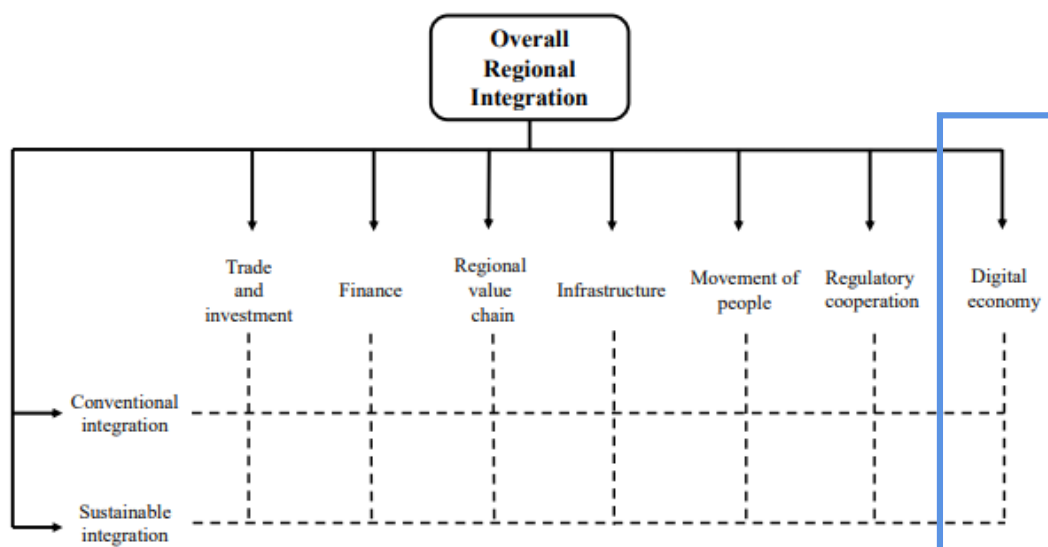 Overall
Regional
Integration
Trade
and
investment
Finance
Regional
value
chain
Infrastructure
Movement of
people
Regulatory
cooperation
Digital
economy
Conventional
integration
Sustainable
integration